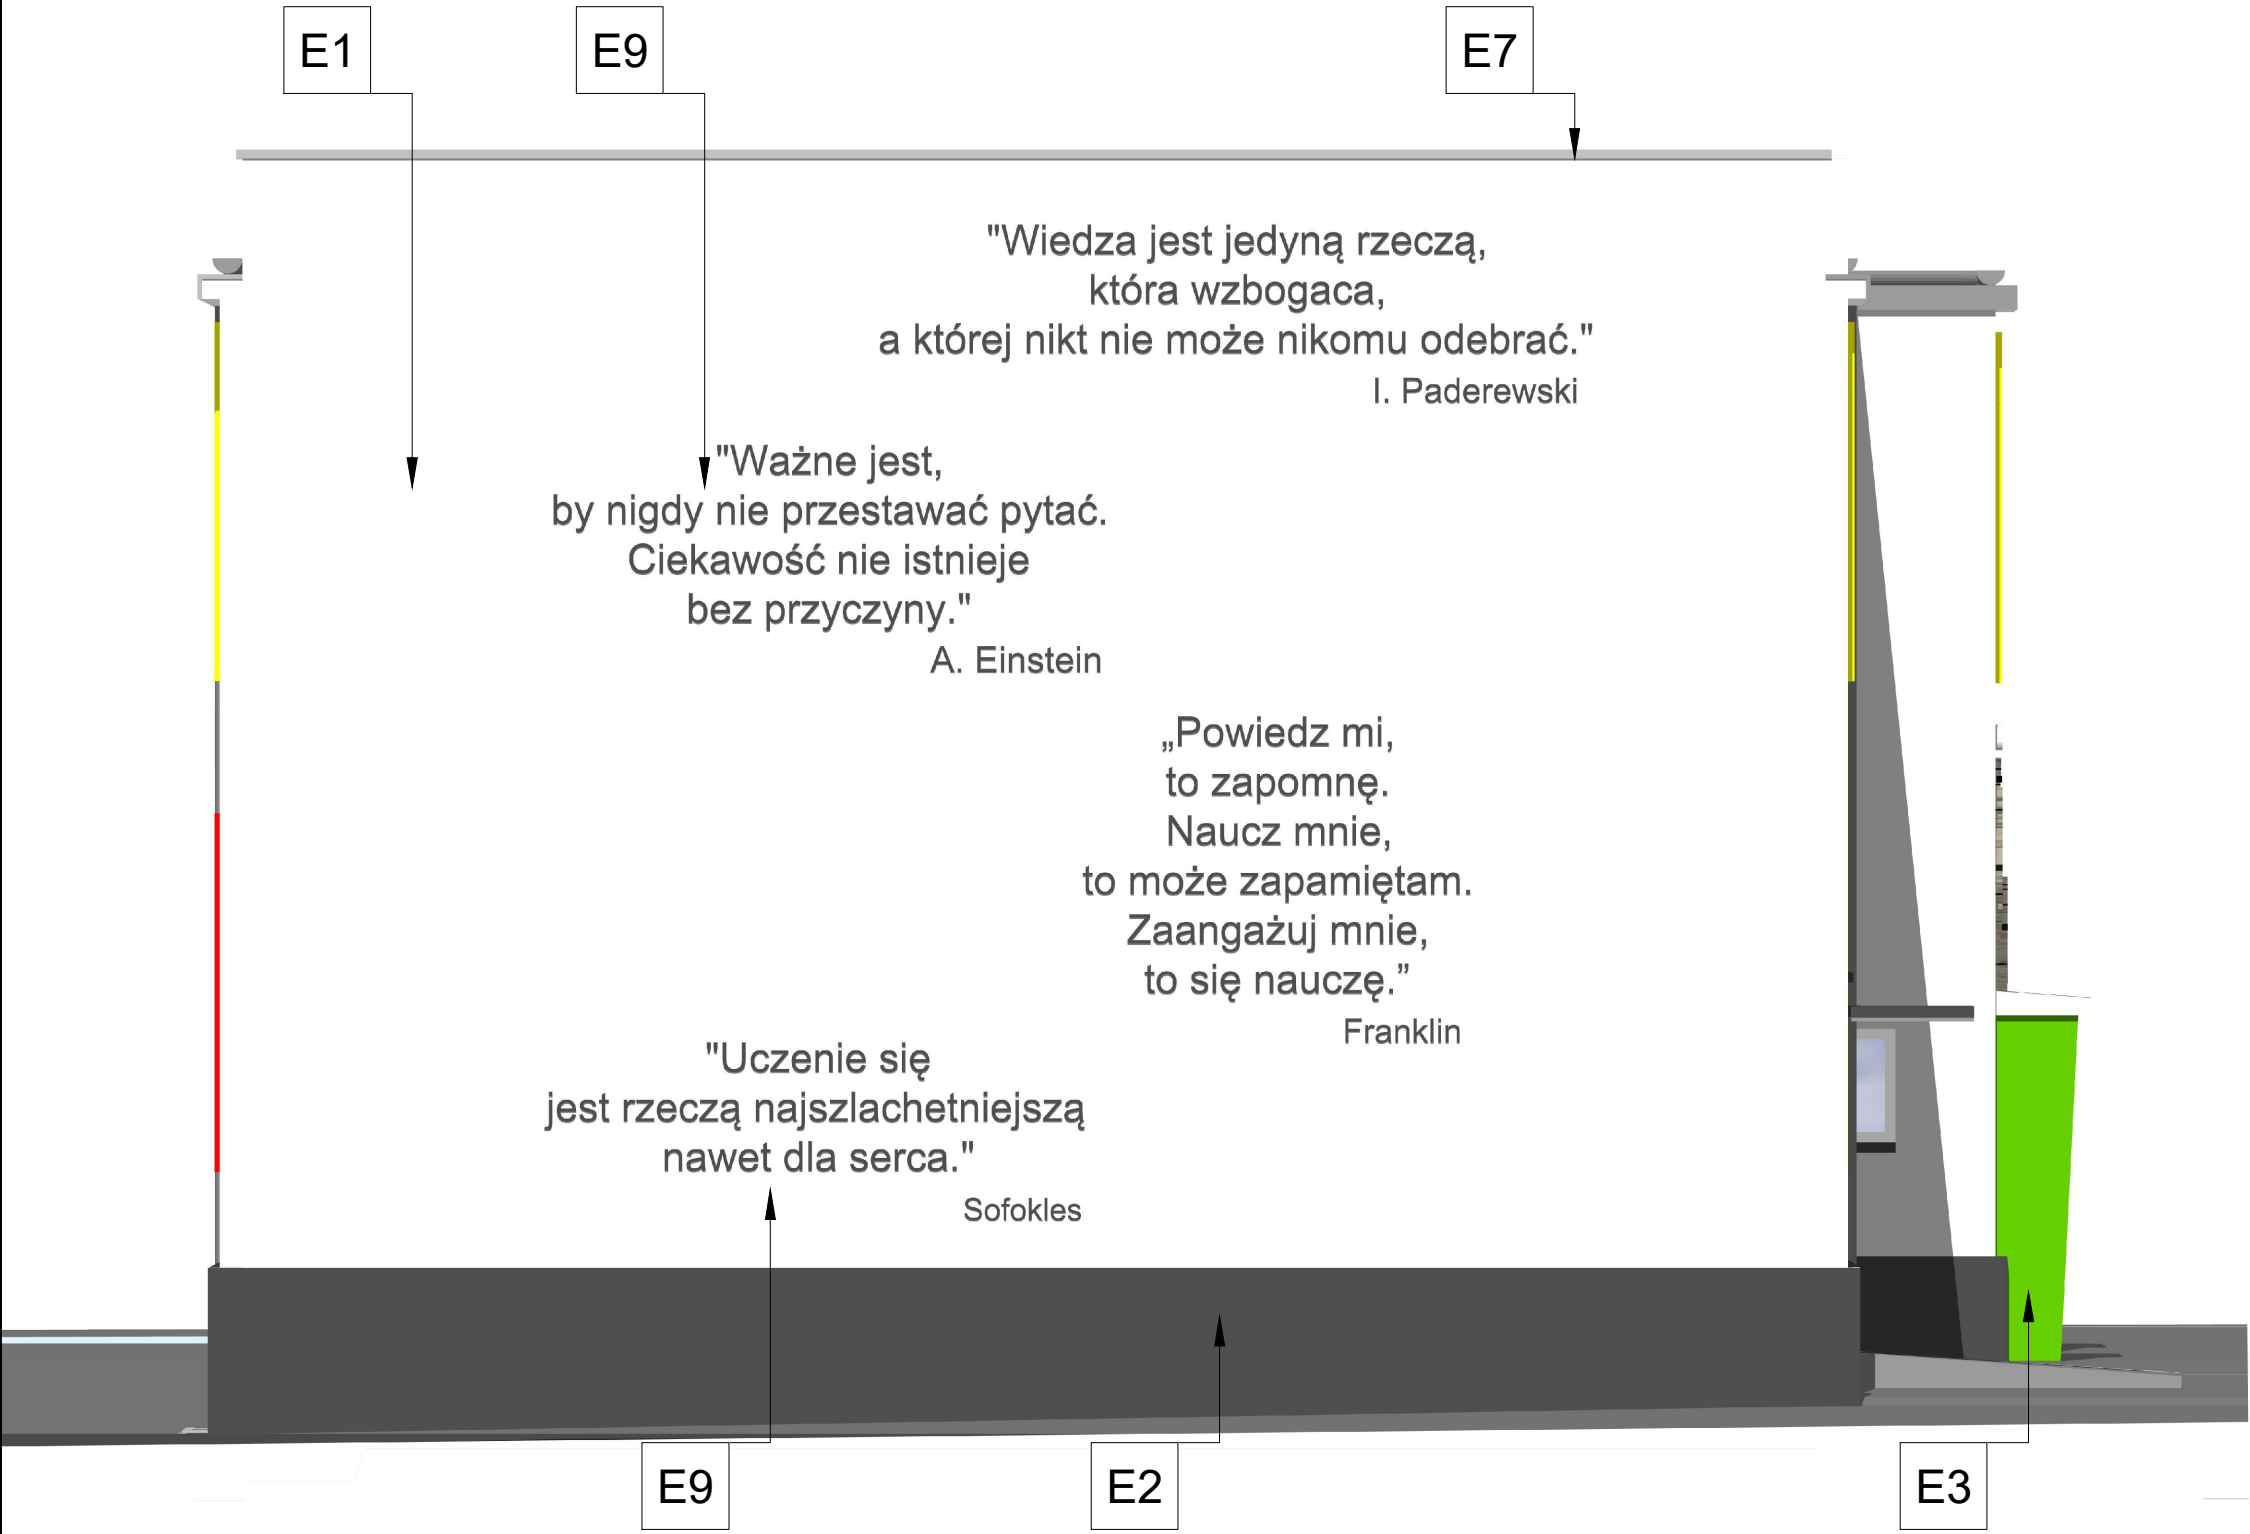 E1
E9
E7
"Wiedza jest jedyną rzeczą,
która wzbogaca,
a której nikt nie może nikomu odebrać."
I. Paderewski
"Ważne jest,
by nigdy nie przestawać pytać.
Ciekawość nie istnieje
bez przyczyny."
A. Einstein
„Powiedz mi,
to zapomnę.
Naucz mnie,
to może zapamiętam.
Zaangażuj mnie,
to się nauczę.”
Franklin
"Uczenie się
jest rzeczą najszlachetniejszą
nawet dla serca."
Sofokles
E9
E2
E3